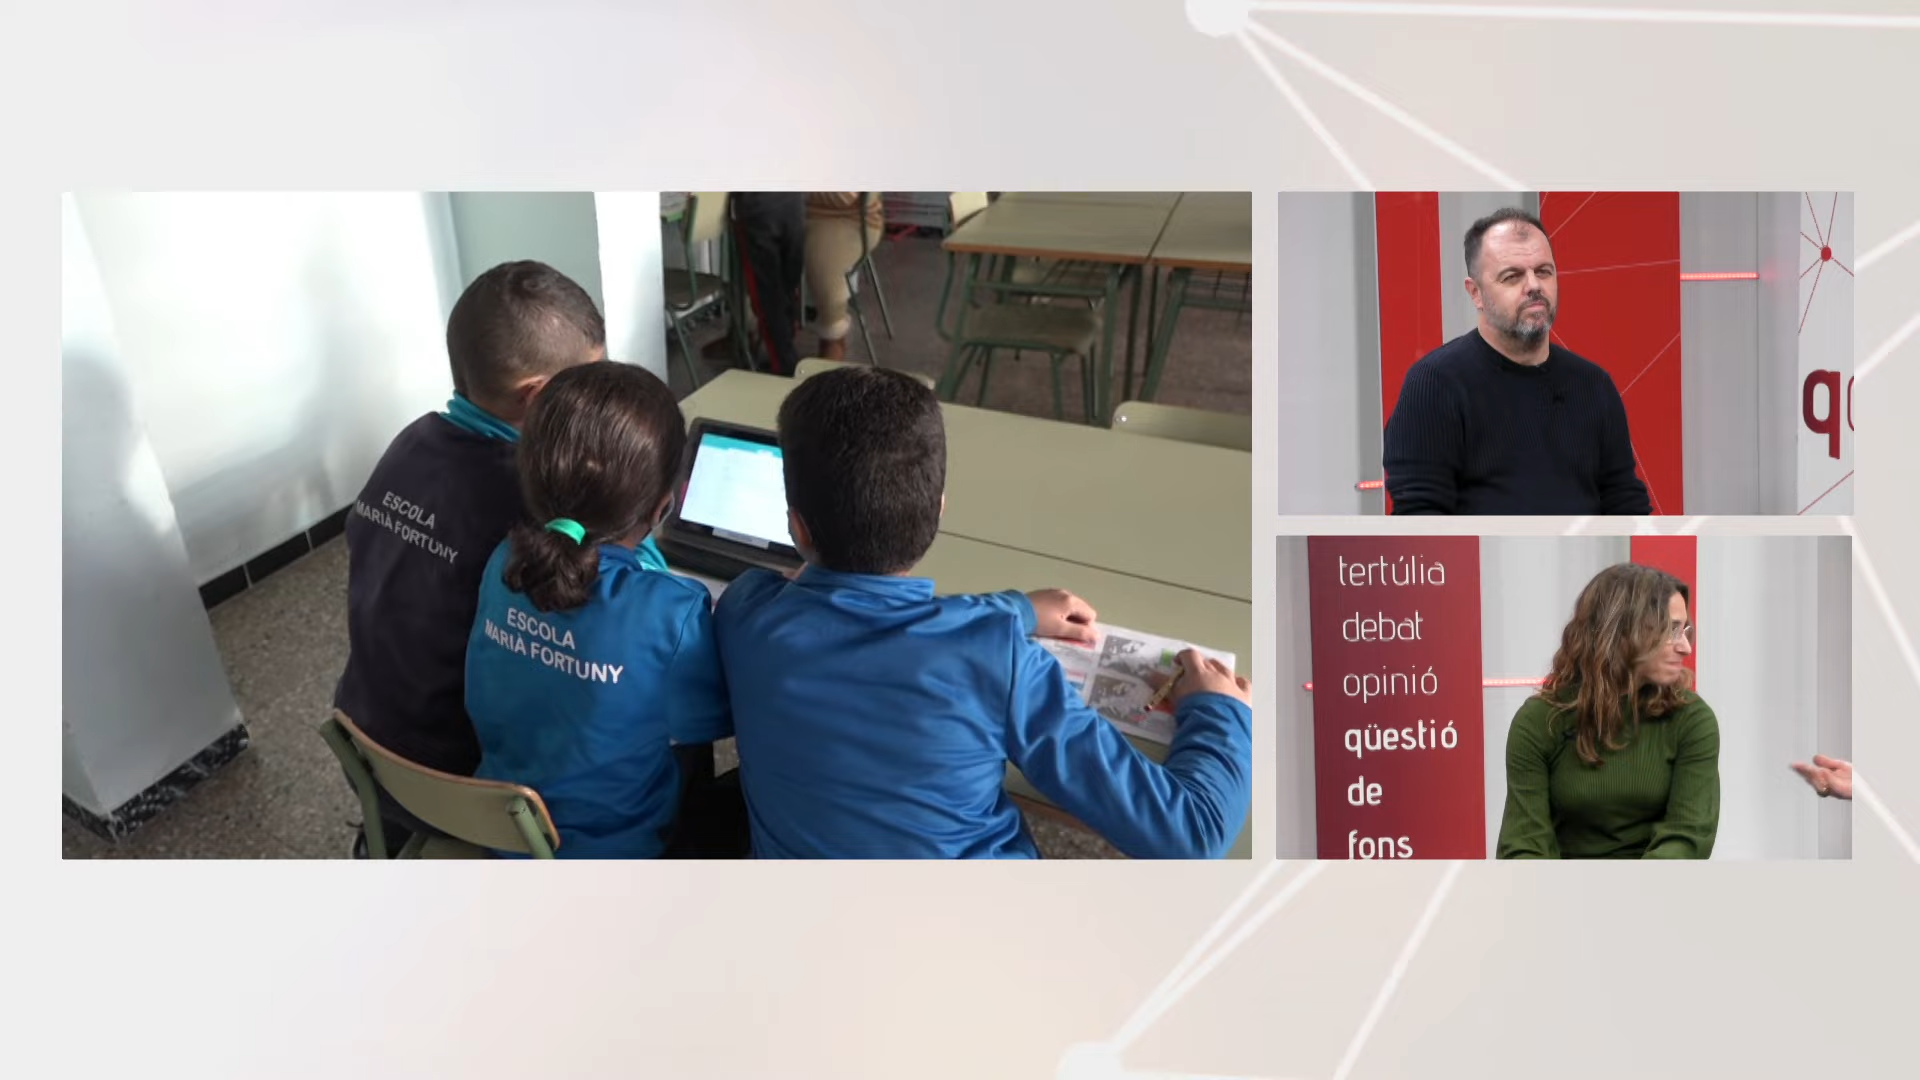 ESCOLA
MARIÀ FORTUNY
ESCOLA
MARIÀ FORTUNY
q
tertúlia
debat
opinió
qüestió
de
fons